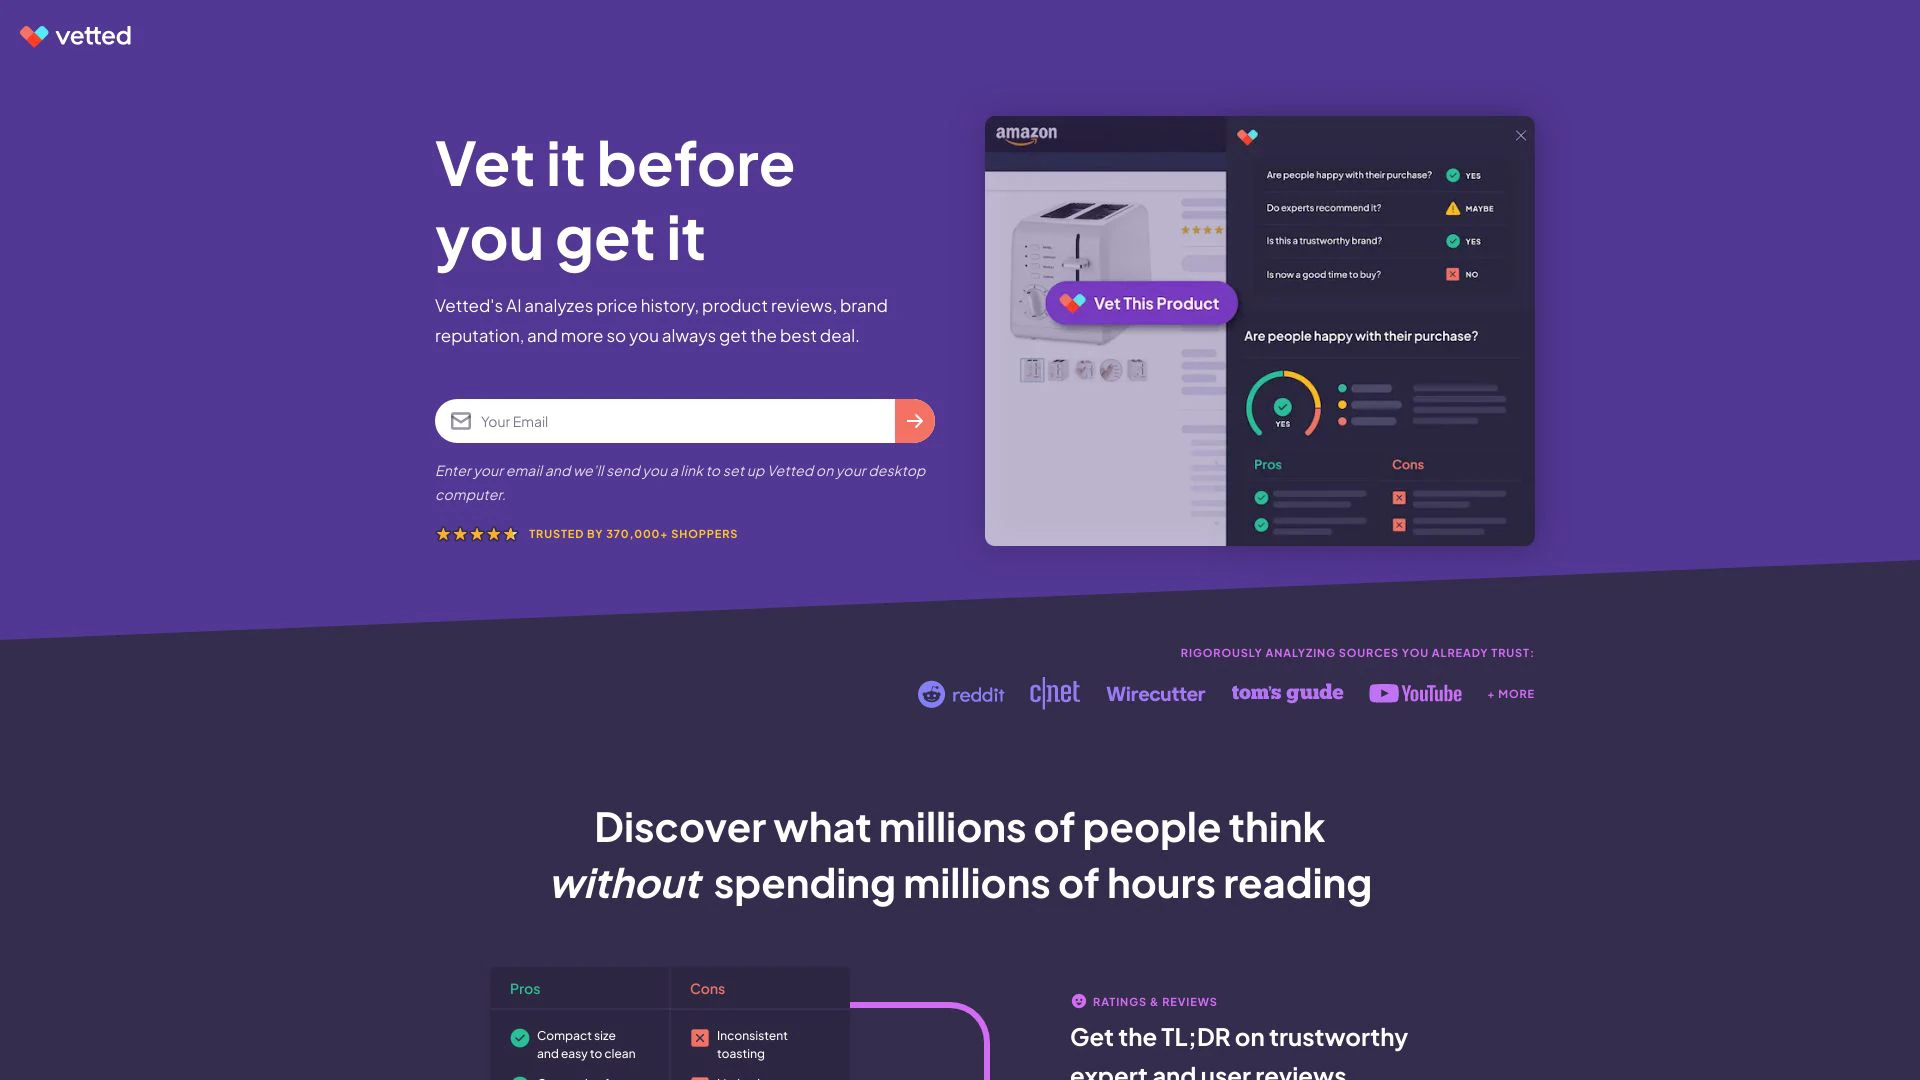 vetted
Vet it before
you get it
Vetted's AI analyzes price history, product reviews, brand
reputation, and more so you always get the best deal.
Your Email
Enter your email and we'll send you a link to set up Vetted on your desktop
computer.
TRUSTED BY 370,000+ SHOPPERS
amazon
Vet This Product
Are people happy with their purchase? YES
Do experts recommend it? MAYBE
Is this a trustworthy brand? YES
Is now a good time to buy? NO
Are people happy with their purchase?
YES
Pros Cons
RIGOROUSLY ANALYZING SOURCES YOU ALREADY TRUST:
reddit c|net Wirecutter tom's guide YouTube + MORE
Discover what millions of people think
without spending millions of hours reading
Pros Cons
Compact size
and easy to clean
Inconsistent
toasting
RATINGS & REVIEWS
Get the TL;DR on trustworthy
expert and user reviews